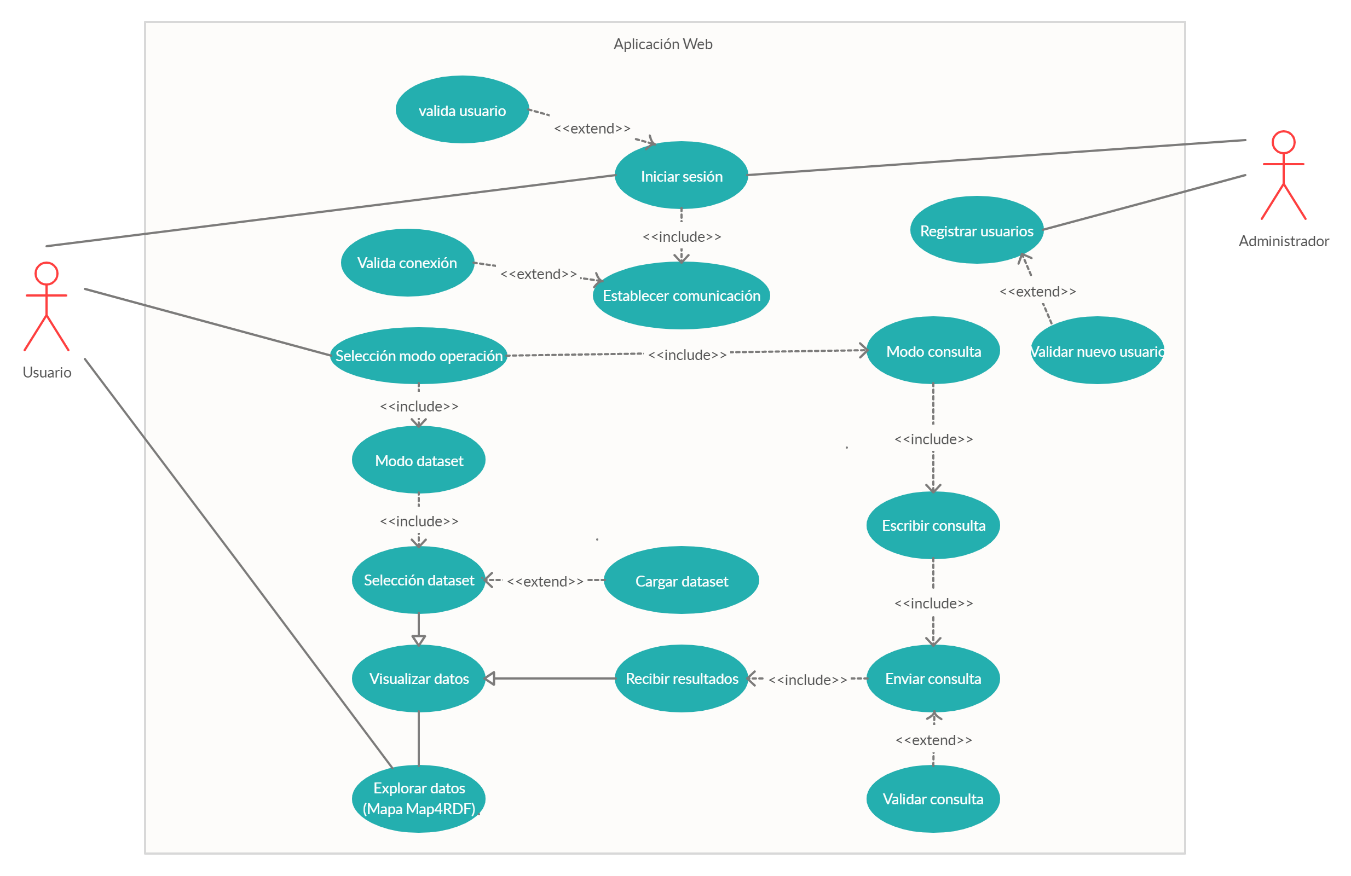 Aplicación Web
valida usuario
<<extend>>
Iniciar sesión
<<include>>
Registrar usuarios
Administrador
Valida conexión
<<extend>>
Establecer comunicación
<<extend>>
Usuario
Selección modo operación
<<include>>
Modo consulta
Validar nuevo usuario
<<include>>
Modo dataset
<<include>>
<<include>>
Escribir consulta
Selección dataset
<<extend>>
Cargar dataset
<<include>>
Visualizar datos
Recibir resultados
<<include>>
Enviar consulta
<<extend>>
Explorar datos
(Mapa Map4RDF).
Validar consulta